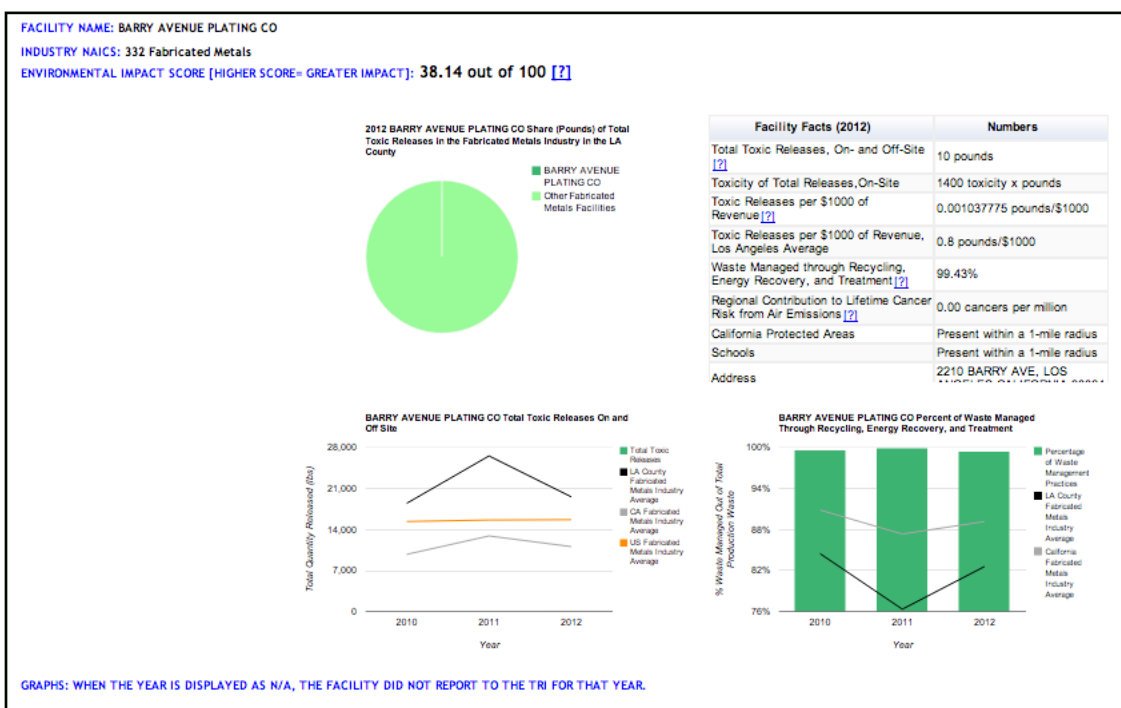 FACILITY NAME: BARRY AVENUE PLATING CO
INDUSTRY NAICS: 332 Fabricated Metals
ENVIRONMENTAL IMPACT SCORE [HIGHER SCORE= GREATER IMPACT]: 38.14 out of 100 [?]
2012 BARRY AVENUE PLATING CO Share (Pounds) of Total
Toxic Releases in the Fabricated Metals Industry in the LA
County
BARRY AVENUE
PLATING CO
Other Fabricated
Metals Facilities
Facility Facts (2012) Numbers
Total Toxic Releases, On- and Off-Site
[?] 10 pounds
Toxicity of Total Releases,On-Site 1400 toxicity x pounds
Toxic Releases per $1000 of
Revenue[?] 0.001037775 pounds/$1000
Toxic Releases per $1000 of Revenue,
Los Angeles Average 0.8 pounds/$1000
Waste Managed through Recycling,
Energy Recovery, and Treatment[?] 99.43%
Regional Contribution to Lifetime Cancer
Risk from Air Emissions[?] 0.00 cancers per million
California Protected Areas Present within a 1-mile radius
Schools Present within a 1-mile radius
Address 2210 BARRY AVE, LOS
BARRY AVENUE PLATING CO Total Toxic Releases On and
Off Site
28,000
21,000
14,000
7,000
0
Total Quantity Released (lbs)
2010 2011 2012
Year
Total Toxic
Releases
LA County
Fabricated
Metals Industry
Average
CA Fabricated
Metals Industry
Average
US Fabricated
Metals Industry
Average
BARRY AVENUE PLATING CO Percent of Waste Managed
Through Recycling, Energy Recovery, and Treatment
100%
94%
88%
82%
76%
% Waste Managed Out of Total
Production Waste
2010 2011 2012
Year
Percentage
of Waste
Management
Practices
LA County
Fabricated
Metals
Industry
Average
Calfornia
Fabricated
Metals
Industry
Average
GRAPHS: WHEN THE YEAR IS DISPLAYED AS N/A, THE FACILITY DID NOT REPORT TO THE TRI FOR THAT YEAR.